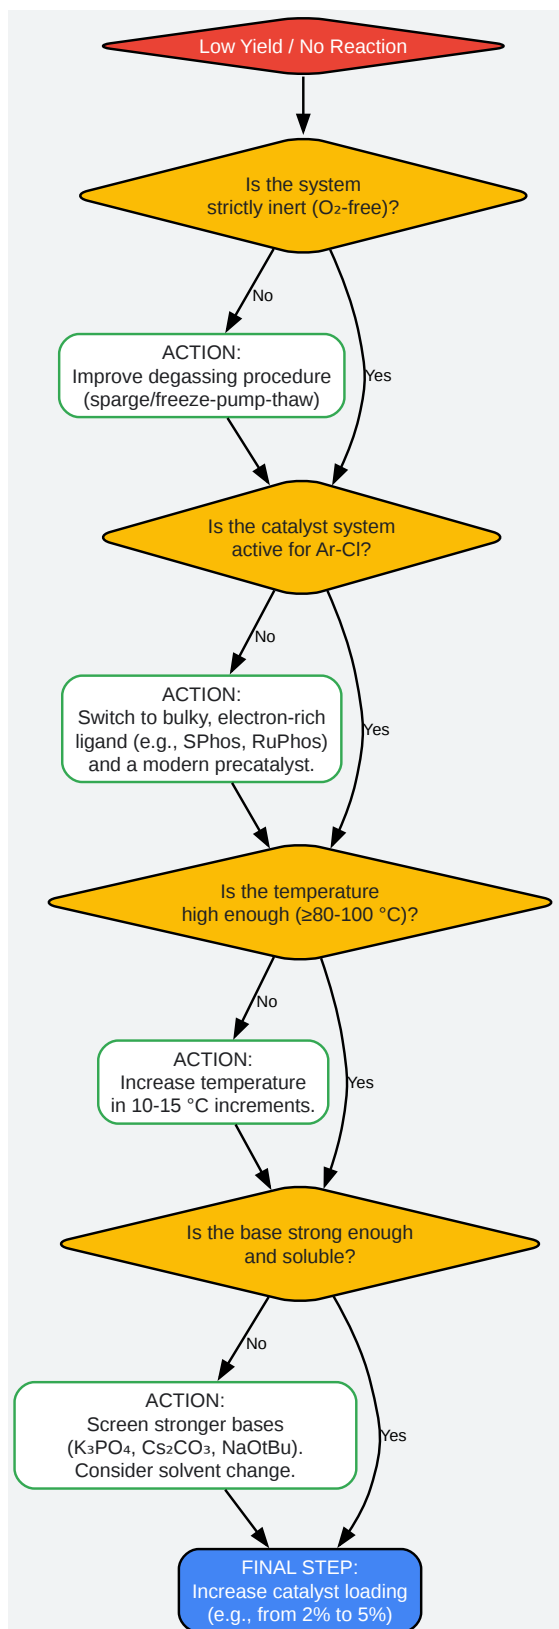 Low Yield / No Reaction
Is the system
strictly inert (O₂-free)?
No
ACTION:
Improve degassing procedure
(sparge/freeze-pump-thaw)
Yes
Is the catalyst system
active for Ar-Cl?
No
ACTION:
Switch to bulky, electron-rich
ligand (e.g., SPhos, RuPhos)
and a modern precatalyst.
Yes
Is the temperature
high enough (≥80-100 °C)?
No
ACTION:
Increase temperature
in 10-15 °C increments.
Yes
Is the base strong enough
and soluble?
No
ACTION:
Screen stronger bases
(K₃PO₄, Cs₂CO₃, NaOtBu).
Consider solvent change.
Yes
FINAL STEP:
Increase catalyst loading
(e.g., from 2% to 5%)